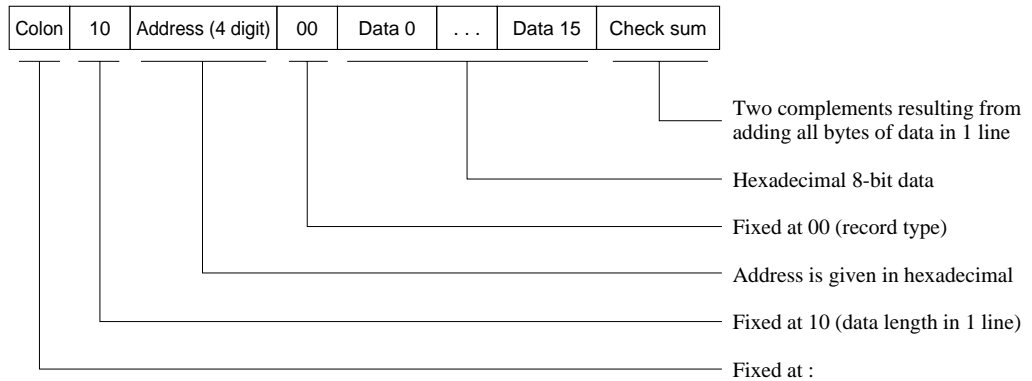 Colon 10 Address (4 digit) 00 Data 0 . . . Data 15 Check sum
Two complements resulting from
adding all bytes of data in 1 line
Hexadecimal 8-bit data
Fixed at 00 (record type)
Address is given in hexadecimal
Fixed at 10 (data length in 1 line)
Fixed at :